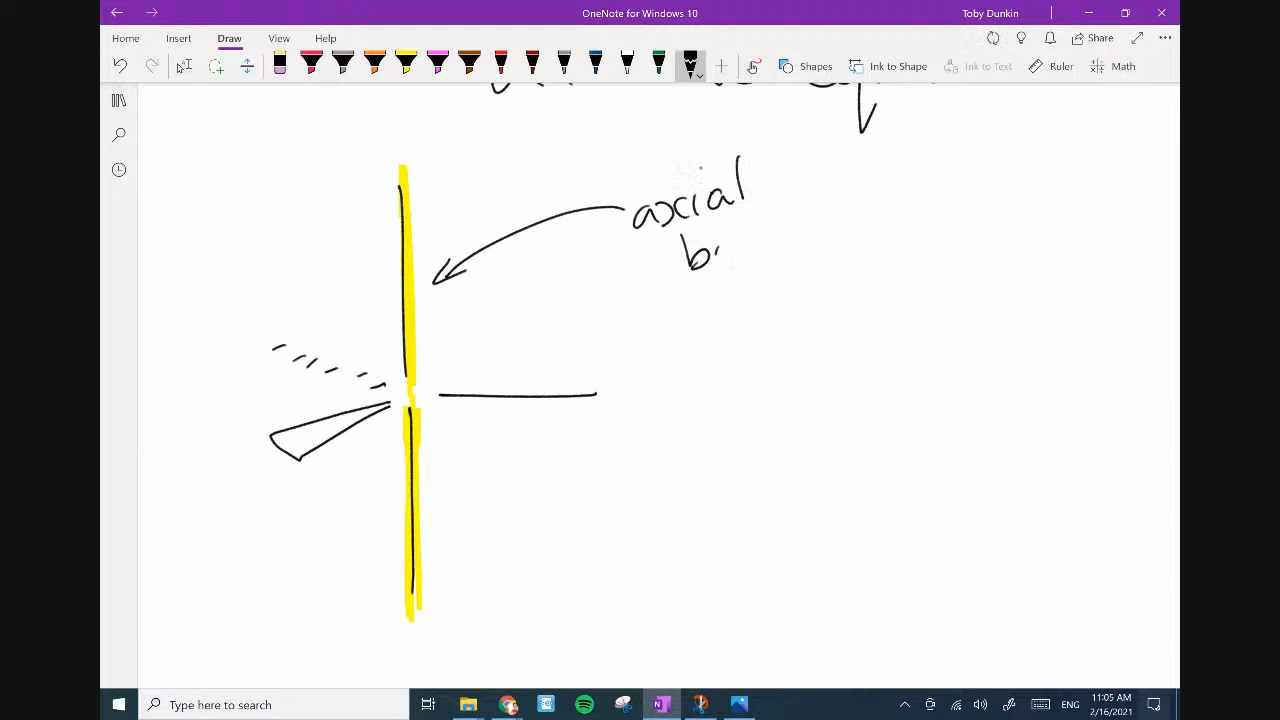 OneNote for Windows 10
Toby Dunkin
Home
Insert
Draw
View
Help
Share
Shapes
Ink to Shape
Ink to Text
Ruler
Math
axial
b
Type here to search
ENG
11:05 AM
2/16/2021